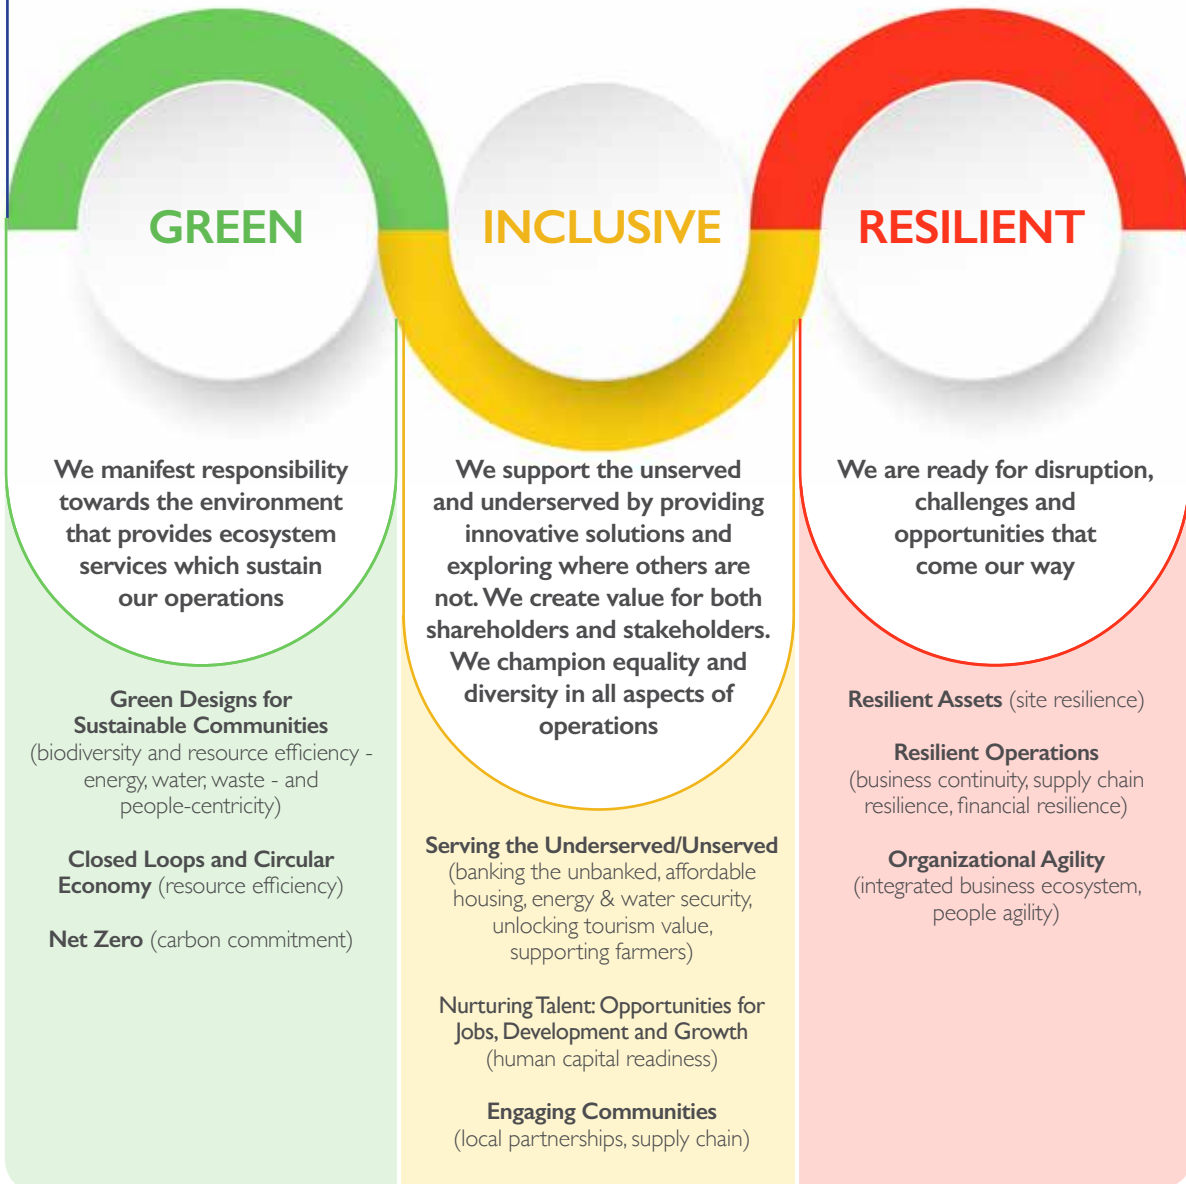 GREEN
We manifest responsibility
towards the environment
that provides ecosystem
services which sustain
our operations
Green Designs for
Sustainable Communities
(biodiversity and resource efficiency -
energy, water, waste - and
people-centricity)
Closed Loops and Circular
Economy (resource efficiency)
Net Zero (carbon commitment)
INCLUSIVE
We support the unserved
and underserved by providing
innovative solutions and
exploring where others are
not. We create value for both
shareholders and stakeholders.
We champion equality and
diversity in all aspects of
operations
Serving the Underserved/Unserved
(banking the unbanked, affordable
housing, energy & water security,
unlocking tourism value,
supporting farmers)
Nurturing Talent: Opportunities for
Jobs, Development and Growth
(human capital readiness)
Engaging Communities
(local partnerships, supply chain)
RESILIENT
We are ready for disruption,
challenges and
opportunities that
come our way
Resilient Assets (site resilience)
Resilient Operations
(business continuity, supply chain
resilience, financial resilience)
Organizational Agility
(integrated business ecosystem,
people agility)